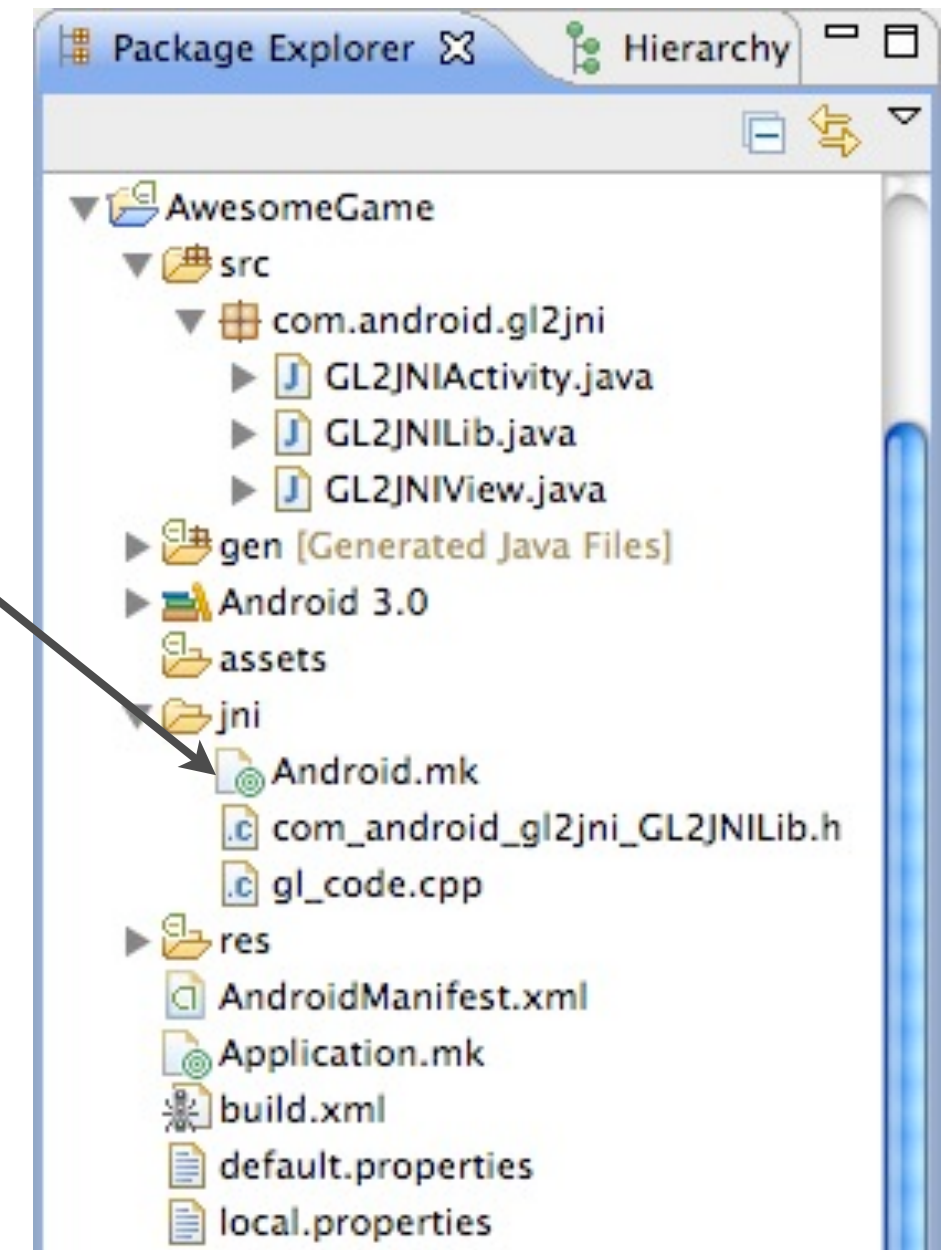 Package Explorer Hierarchy
AwesomeGame
src
com.android.gl2jni
GL2JNIActivity.java
GL2JNILib.java
GL2JNIView.java
gen [Generated Java Files]
Android 3.0
assets
jni
Android.mk
com_android_gl2jni_GL2JNILib.h
gl_code.cpp
res
AndroidManifest.xml
Application.mk
build.xml
default.properties
local.properties